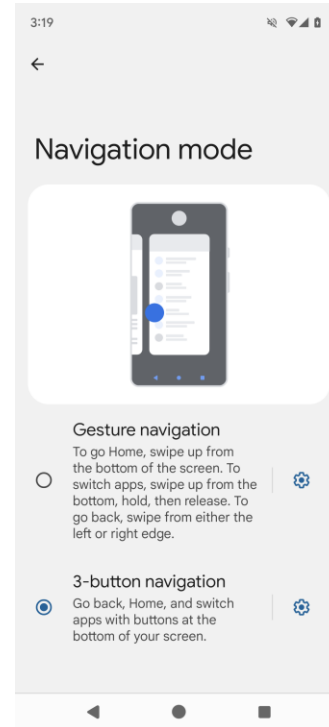 3:19
Navigation mode
Gesture navigation
To go Home, swipe up from
the bottom of the screen. To
switch apps, swipe up from the
bottom, hold, then release. To
go back, swipe from either the
left or right edge.
3-button navigation
Go back, Home, and switch
apps with buttons at the
bottom of your screen.